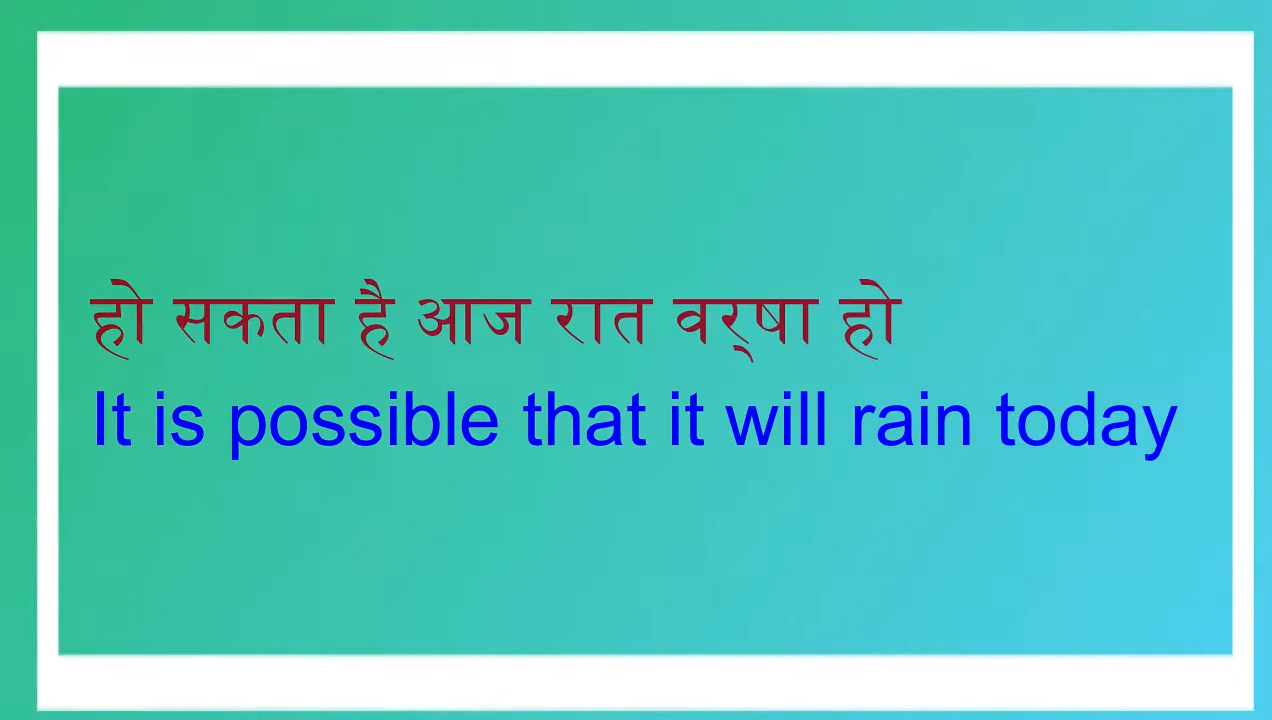 हो सकता है आज रात वर्‌षा हो
It is possible that it will rain today